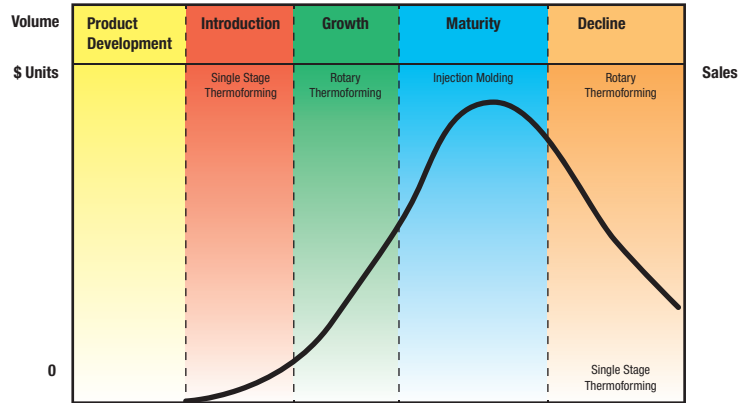 Volume
Product
Development
Introduction
Growth
Maturity
Decline
$ Units
Single Stage
Thermoforming
Rotary
Thermoforming
Injection Molding
Rotary
Thermoforming
Sales
0
Single Stage
Thermoforming